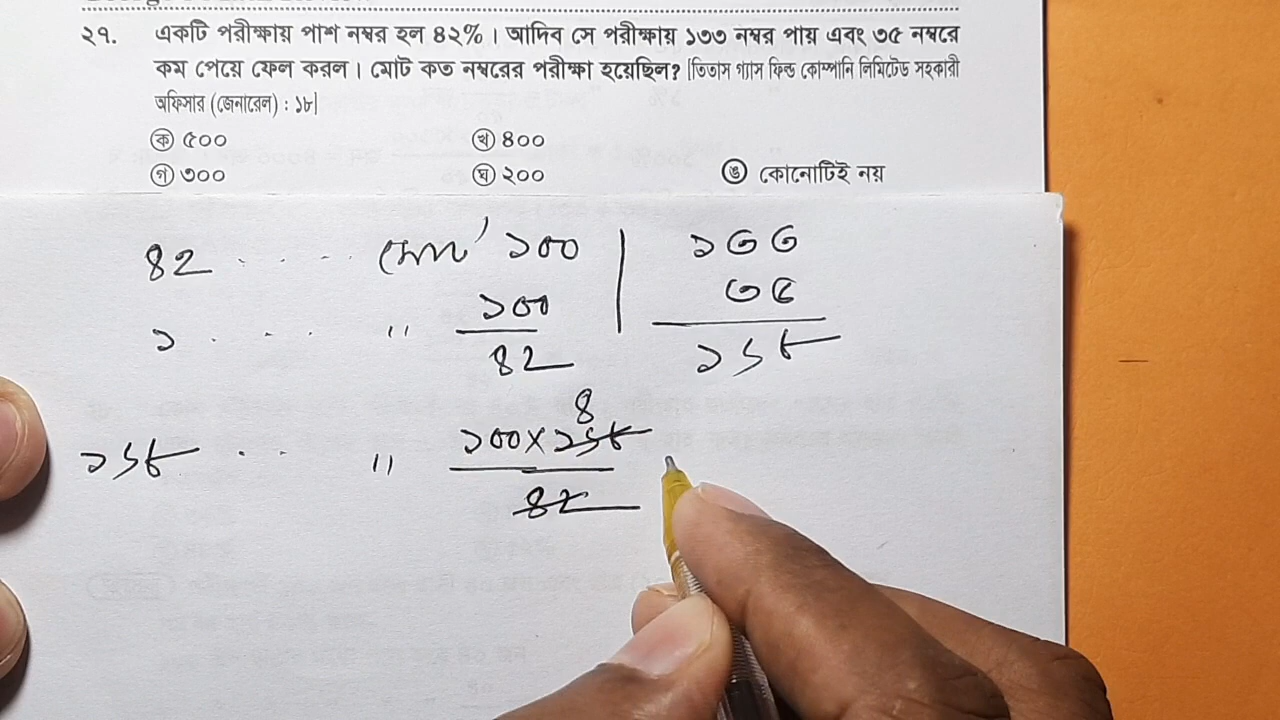 ২৭. একটি পরীক্ষায় পাশ নম্বর হল ৪২%। আদিব সে পরীক্ষায় ১৩৩ নম্বর পায় এবং ৩৫ নম্বরে
কম পেয়ে ফেল করল। মোট কত নম্বরের পরীক্ষা হয়েছিল? [তিতাস গ্যাস ফিল্ড কোম্পানি লিমিটেড সহকারী
অফিসার (জেনারেল) : ১৮]
ক ৫০০ খ ৪০০
গ ৩০০ ঘ ২০০ ঙ কোনোটিই নয়
৪২ মোট ১০০ | ১৩৩
১ " ১০০ ৩৫
৪২ ১৬৮
৪
১৬৮ " ১০০×১৬৮
৪২